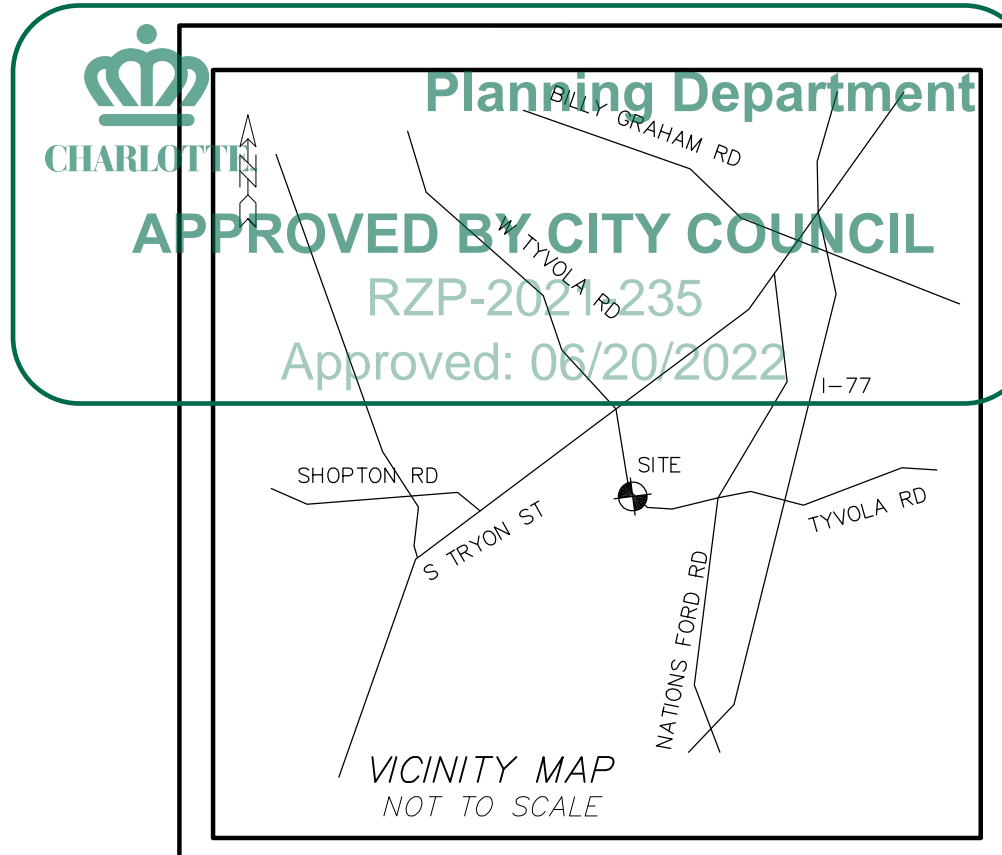 Planning Department
CHARLOTTE
APPROVED BY CITY COUNCIL
RZP-2021-235
Approved: 06/20/2022
N
BILLY GRAHAM RD
W TYVOLA RD
I-77
SHOPTON RD
SITE
TYVOLA RD
S TRYON ST
NATIONS FORD RD
VICINITY MAP
NOT TO SCALE